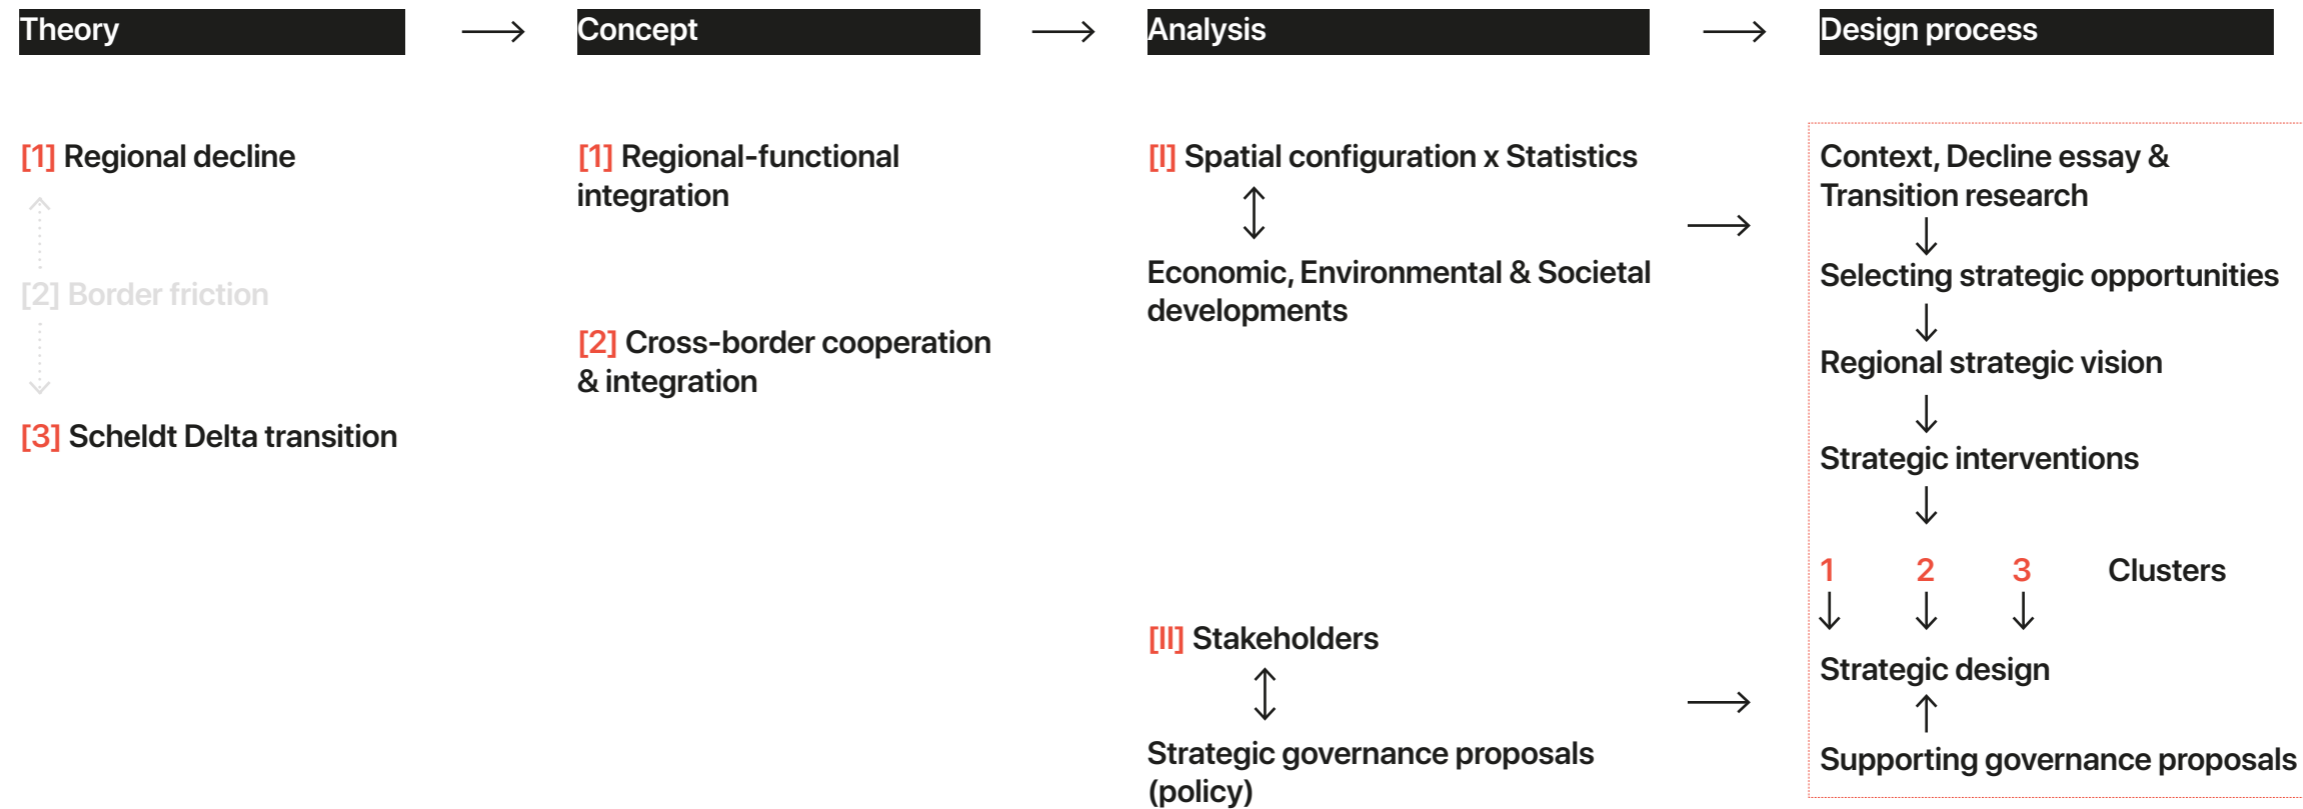 Theory
Concept
Analysis
Design process
[1] Regional decline
[2] Border friction
[3] Scheldt Delta transition
[1] Regional-functional
integration
[2] Cross-border cooperation
& integration
[I] Spatial configuration x Statistics
Economic, Environmental & Societal
developments
[II] Stakeholders
Strategic governance proposals
(policy)
Context, Decline essay &
Transition research
Selecting strategic opportunities
Regional strategic vision
Strategic interventions
1 2 3 Clusters
Strategic design
Supporting governance proposals